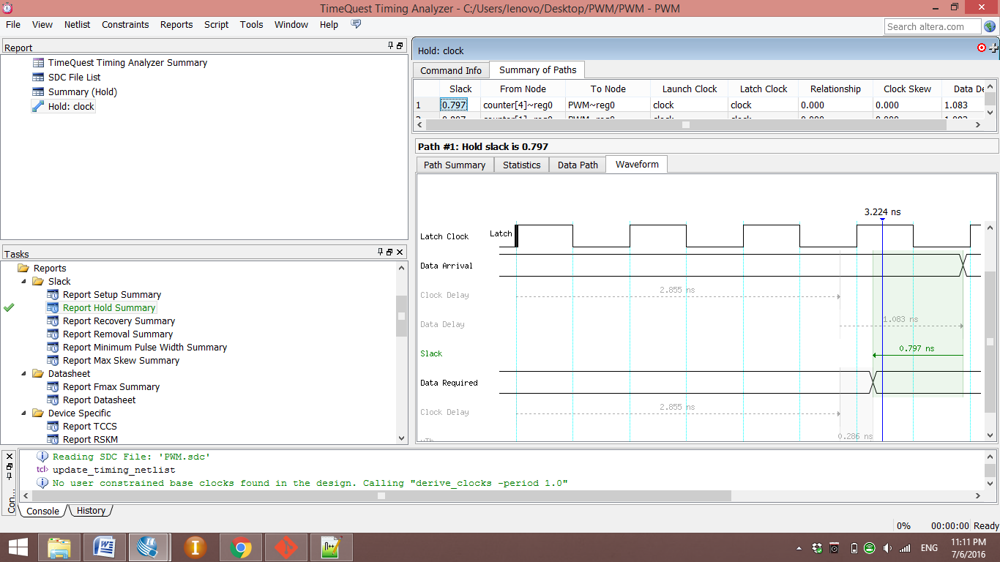 TimeQuest Timing Analyzer - C:/Users/lenovo/Desktop/PWM/PWM - PWM
File View Netlist Constraints Reports Script Tools Window Help
Search altera.com
Report
TimeQuest Timing Analyzer Summary
SDC File List
Summary (Hold)
Hold: clock
Tasks
Reports
Slack
Report Setup Summary
Report Hold Summary
Report Recovery Summary
Report Removal Summary
Report Minimum Pulse Width Summary
Report Max Skew Summary
Datasheet
Report Fmax Summary
Report Datasheet
Device Specific
Report TCCS
Report RSKM
Hold: clock
Command Info Summary of Paths
Slack From Node To Node Launch Clock Latch Clock Relationship Clock Skew Data De
1 0.797 counter[4]~reg0 PWM~reg0 clock clock 0.000 0.000 1.083
Path #1: Hold slack is 0.797
Path Summary Statistics Data Path Waveform
3.224 ns
Latch Clock Latch
Data Arrival
Clock Delay 2.855 ns
Data Delay 1.083 ns
Slack 0.797 ns
Data Required
Clock Delay 2.855 ns
0.286 ns
Con...
Reading SDC File: 'PWM.sdc'
tcl> update_timing_netlist
No user constrained base clocks found in the design. Calling "derive_clocks -period 1.0"
Console History
0% 00:00:00 Ready
ENG 11:11 PM
7/6/2016